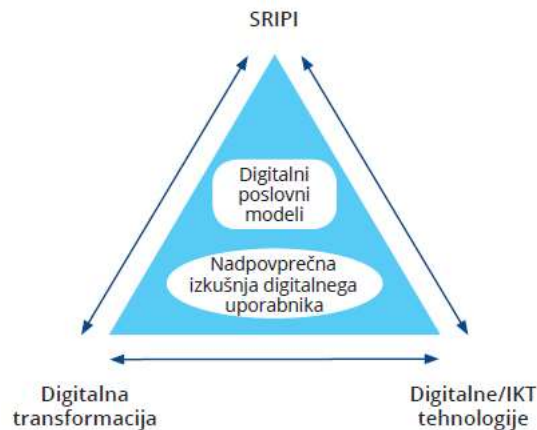 SRIPI
Digitalni
poslovni
modeli
Nadpovprečna
izkušnja digitalnega
uporabnika
Digitalna
transformacija
Digitalne/IKT
tehnologije